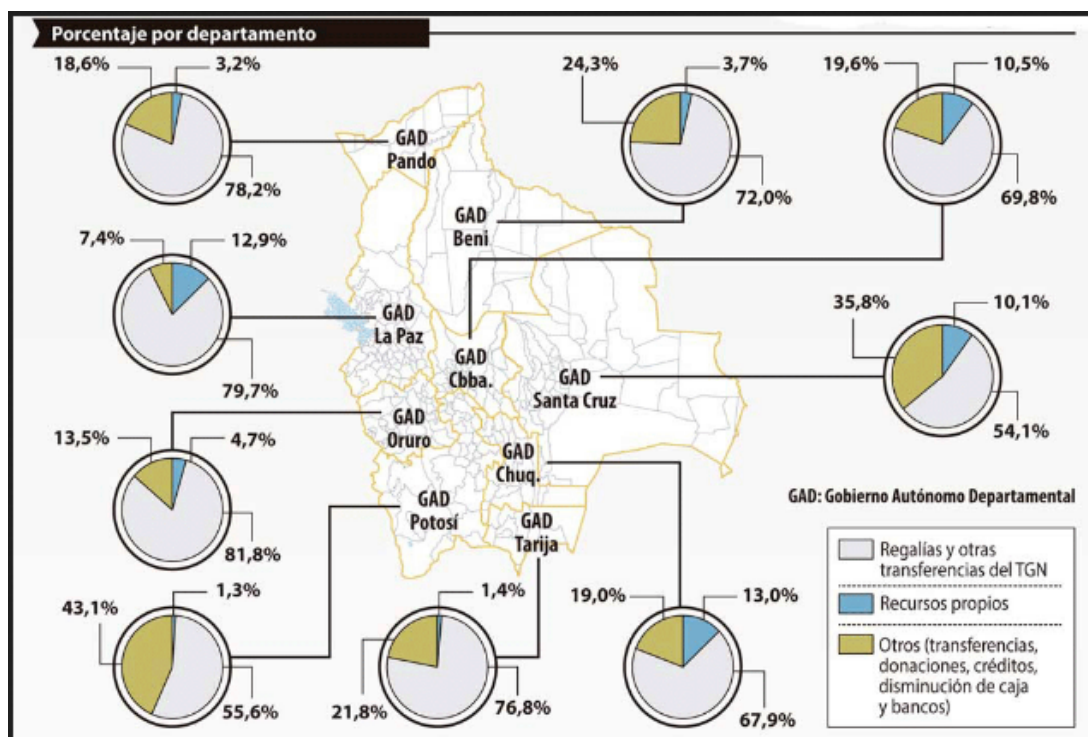 Porcentaje por departamento
18,6%
3,2%
78,2%
GAD
Pando
24,3%
3,7%
72,0%
GAD
Beni
19,6%
10,5%
69,8%
7,4%
12,9%
79,7%
GAD
La Paz
GAD
Cbba.
35,8%
10,1%
54,1%
GAD
Santa Cruz
13,5%
4,7%
81,8%
GAD
Oruro
GAD
Chuq.
GAD
Potosí
GAD
Tarija
43,1%
1,3%
55,6%
1,4%
21,8%
76,8%
19,0%
13,0%
67,9%
GAD: Gobierno Autónomo Departamental
Regalías y otras
transferencias del TGN
Recursos propios
Otros (transferencias,
donaciones, créditos,
disminución de caja
y bancos)